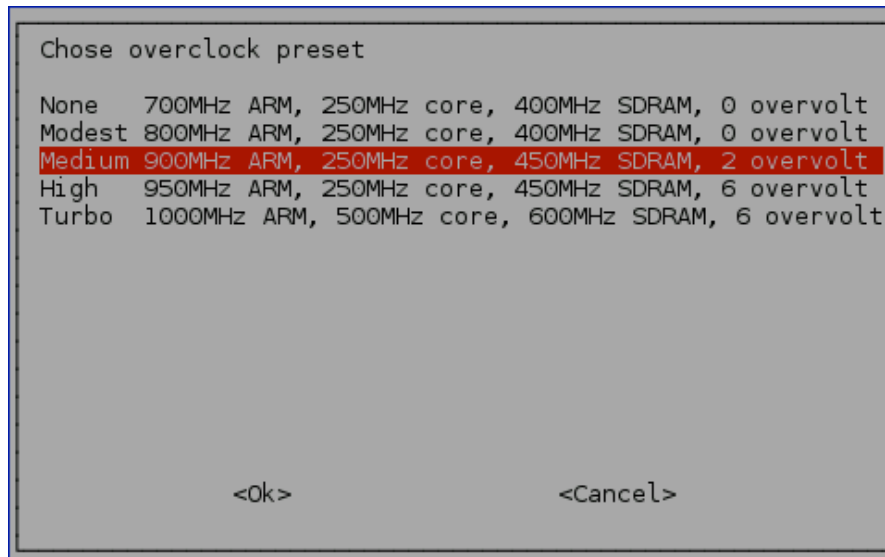 Chose overclock preset
None 700MHz ARM, 250MHz core, 400MHz SDRAM, 0 overvolt
Modest 800MHz ARM, 250MHz core, 400MHz SDRAM, 0 overvolt
Medium 900MHz ARM, 250MHz core, 450MHz SDRAM, 2 overvolt
High 950MHz ARM, 250MHz core, 450MHz SDRAM, 6 overvolt
Turbo 1000MHz ARM, 500MHz core, 600MHz SDRAM, 6 overvolt
<Ok> <Cancel>